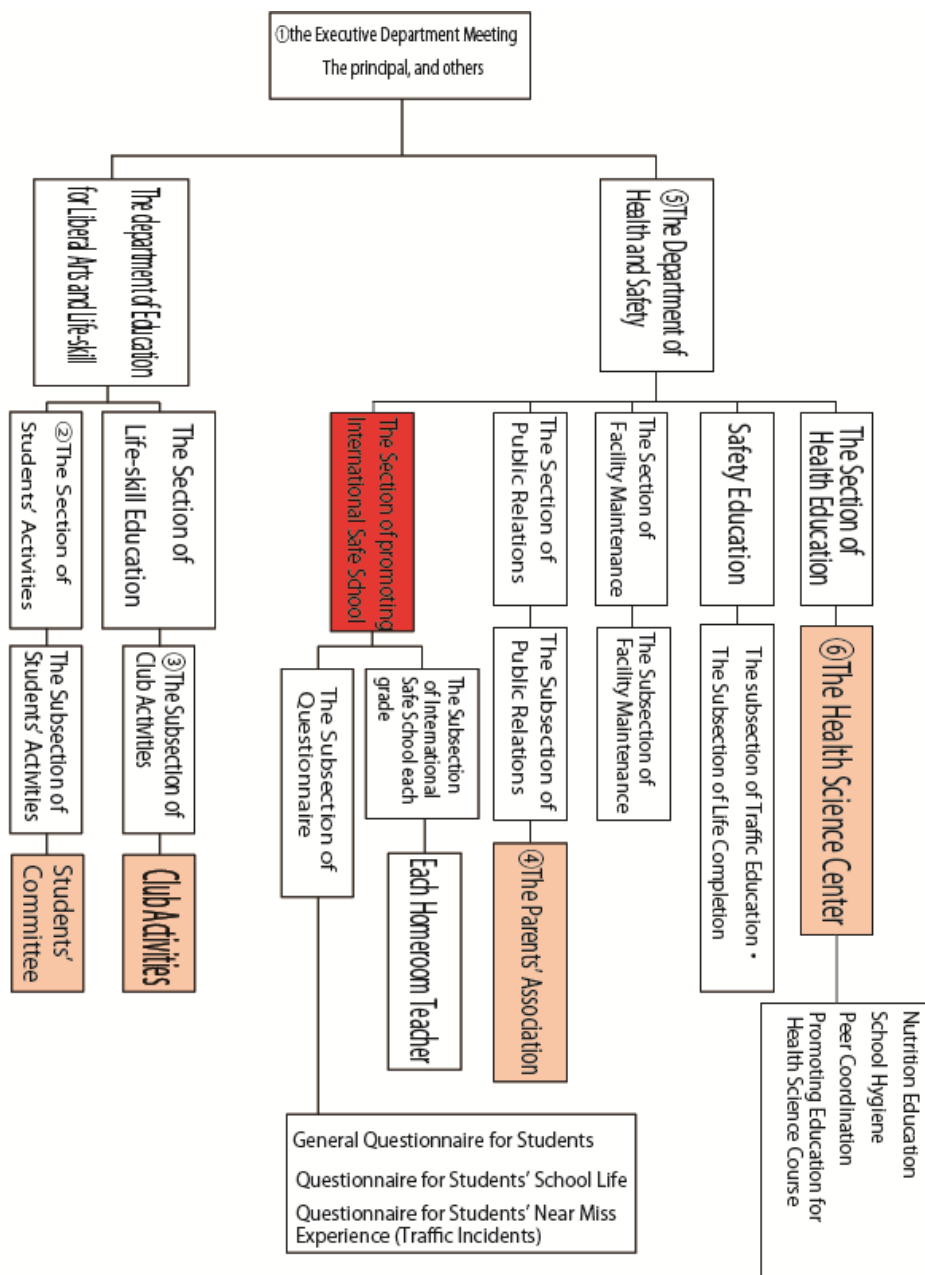 ①the Executive Department Meeting
The principal, and others
The department of Education
for Liberal Arts and Life-skill
⑤The Department of
Health and Safety
②The Section of
Students' Activities
The Section of
Life-skill Education
The Section of promoting
International Safe School
The Section of
Public Relations
The Section of
Facility Maintenance
Safety Education
The Section of
Health Education
The Subsection of
Students' Activities
③The Subsection of
Club Activities
The Subsection of
Questionnaire
The Subsection
of International
Safe School each
grade
The Subsection of
Public Relations
The Subsection of
Facility Maintenance
The subsection of Traffic Education •
The Subsection of Life Completion
⑥The Health Science Center
Students'
Committee
ClubActivities
Each Homeroom Teacher
④The Parents' Association
Nutrition Education
School Hygiene
Peer Coordination
Promoting Education for
Health Science Course
General Questionnaire for Students
Questionnaire for Students' School Life
Questionnaire for Students' Near Miss
Experience (Traffic Incidents)